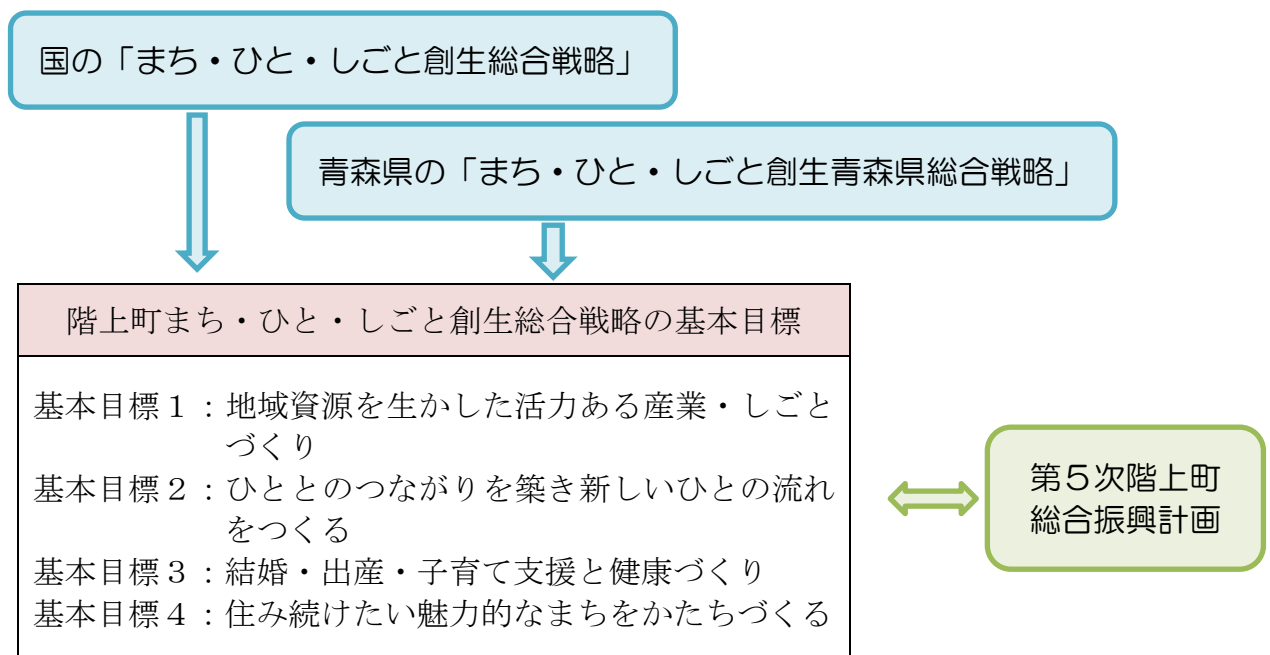 国の「まち・ひと・しごと創生総合戦略」
青森県の「まち・ひと・しごと創生青森県総合戦略」
階上町まち・ひと・しごと創生総合戦略の基本目標
基本目標１：地域資源を生かした活力ある産業・しごと
づくり
基本目標２：ひととのつながりを築き新しいひとの流れ
をつくる
基本目標３：結婚・出産・子育て支援と健康づくり
基本目標４：住み続けたい魅力的なまちをかたちづくる
第５次階上町
総合振興計画